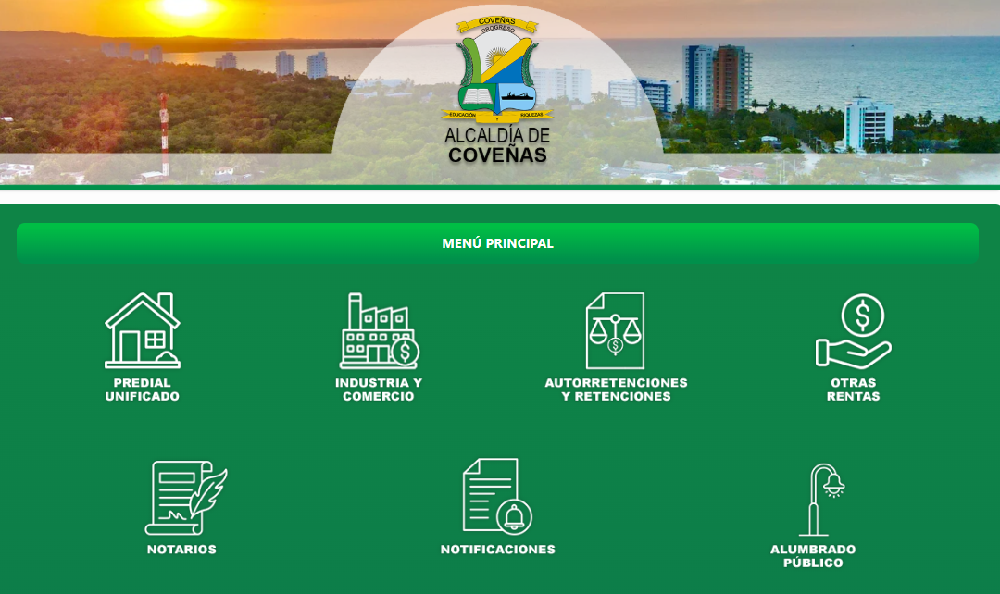 COVEÑAS
PROGRESO
EDUCACIÓN Y RIQUEZAS
ALCALDÍA DE
COVEÑAS
MENÚ PRINCIPAL
PREDIAL
UNIFICADO
INDUSTRIA Y
COMERCIO
AUTORRETENCIONES
Y RETENCIONES
OTRAS
RENTAS
NOTARIOS
NOTIFICACIONES
ALUMBRADO
PÚBLICO